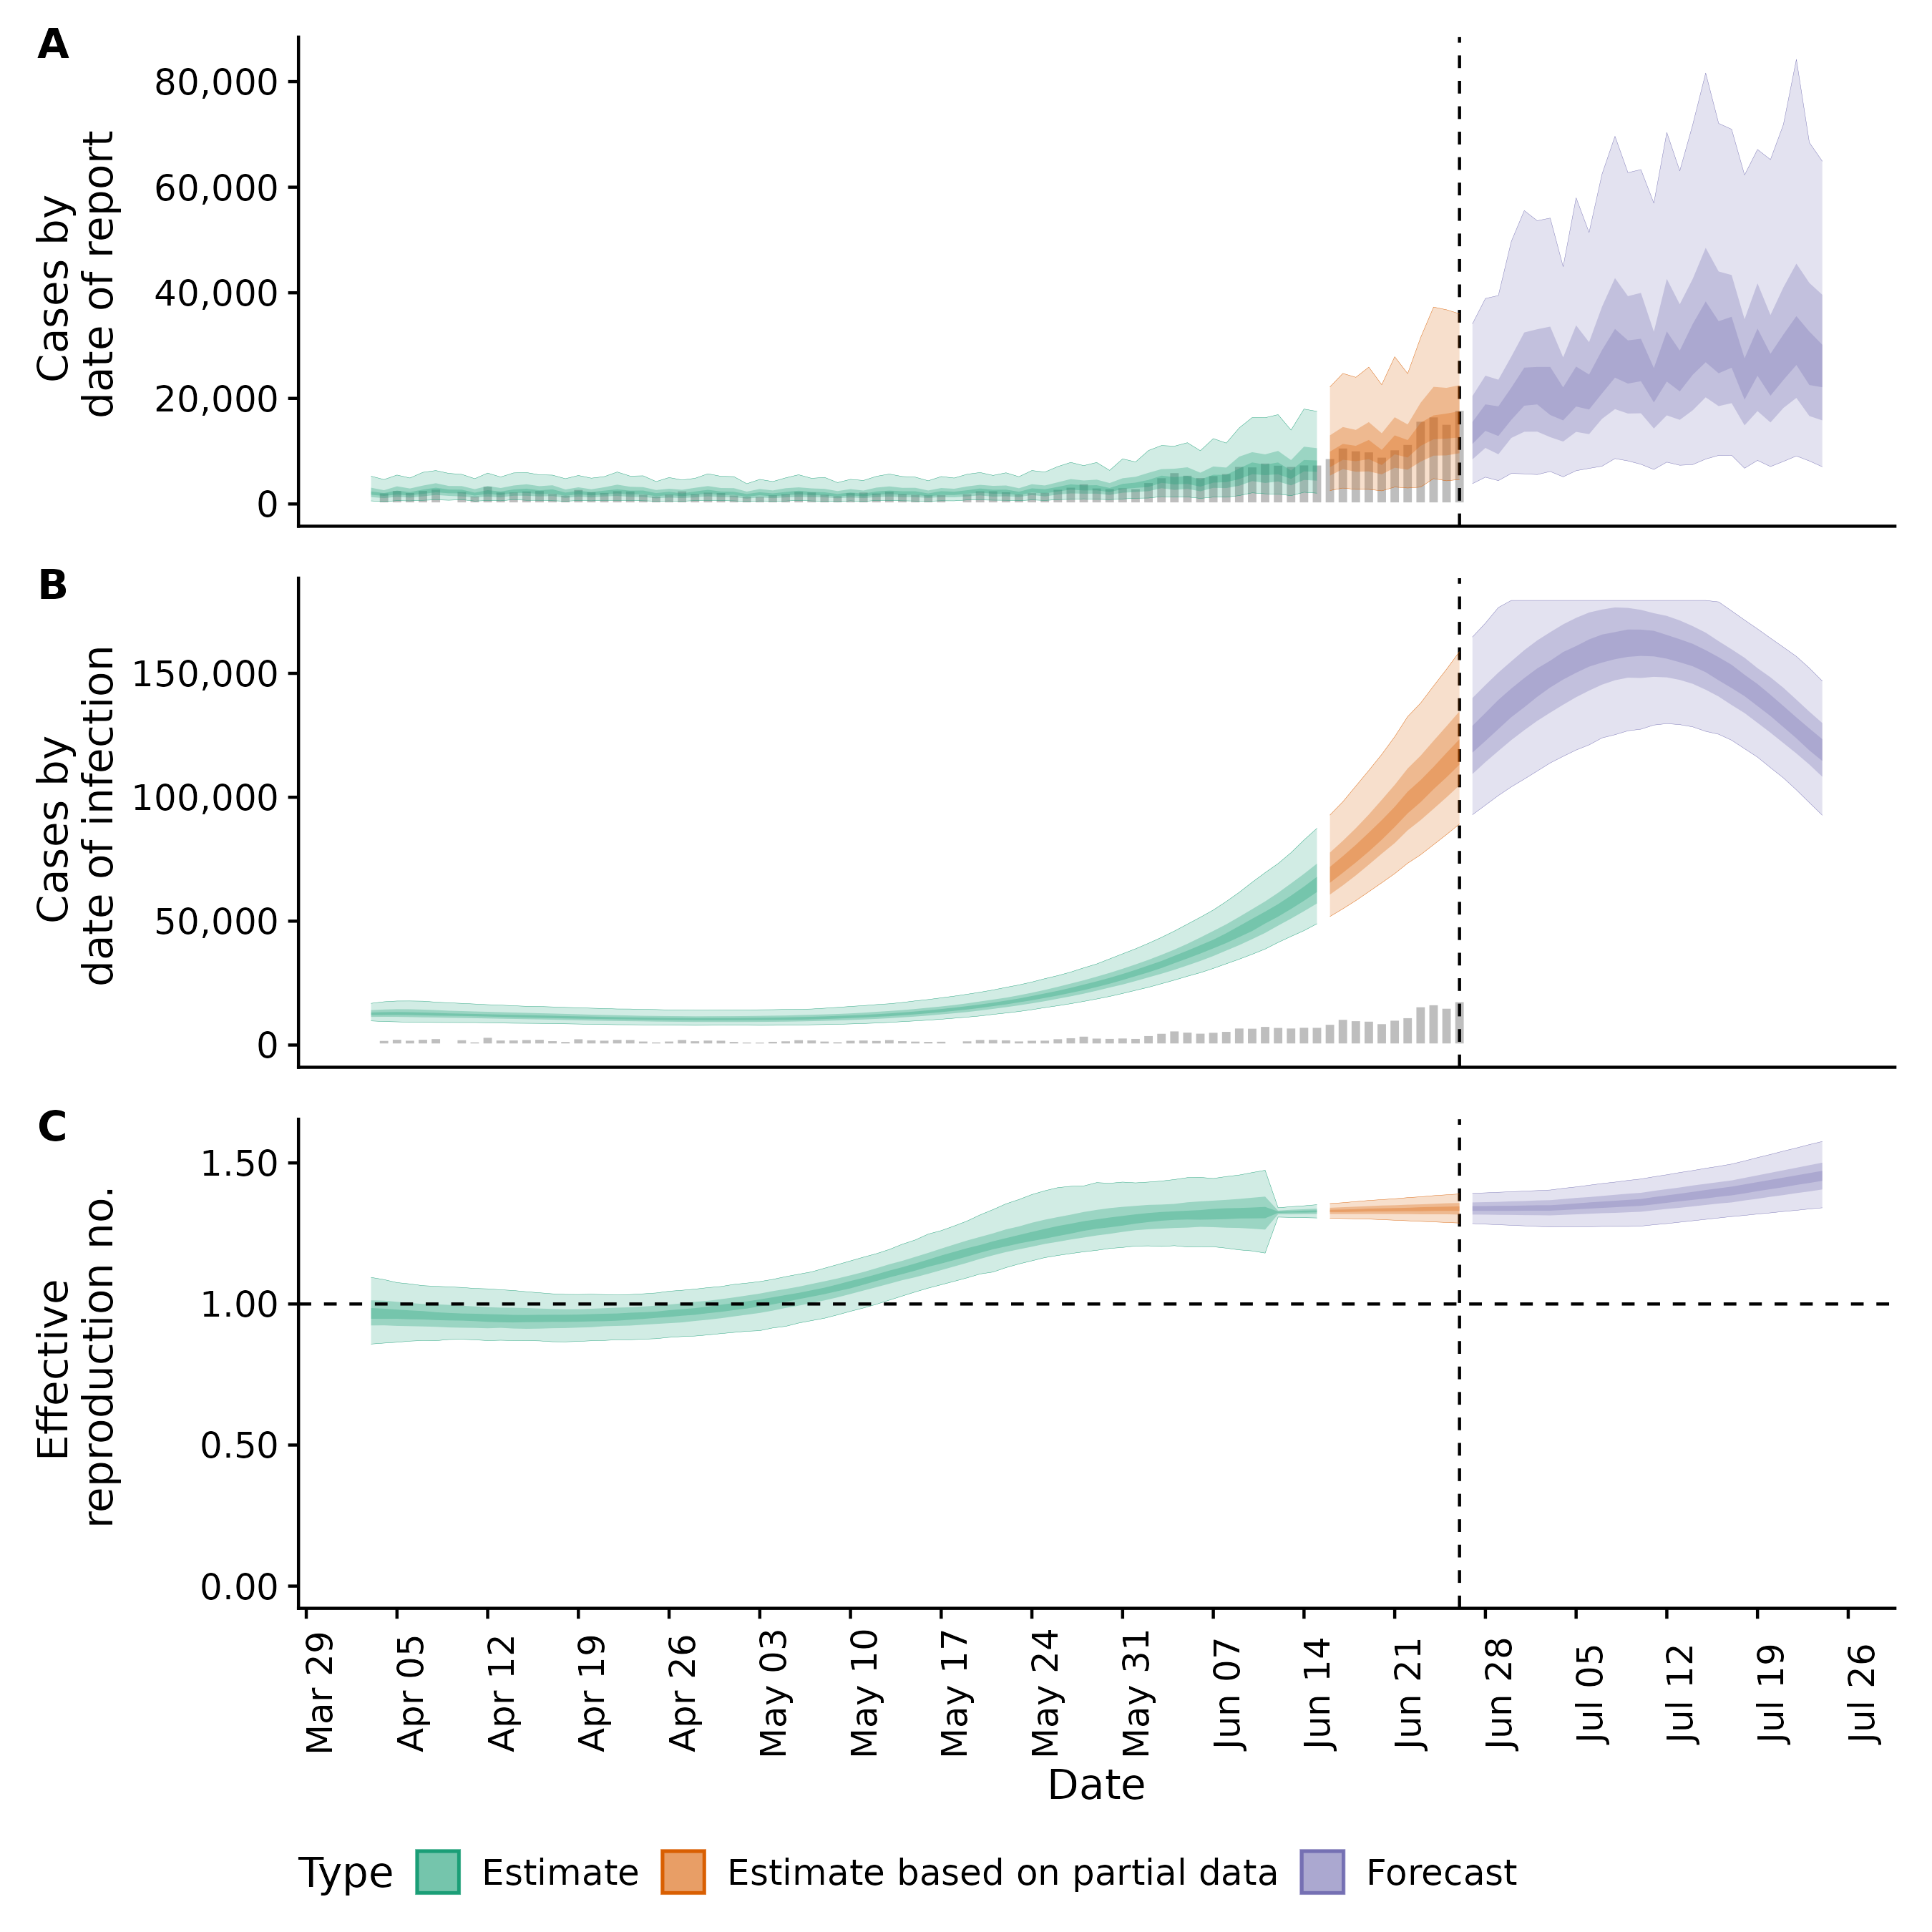 A
Cases by
date of report
80,000
60,000
40,000
20,000
0
B
Cases by
date of infection
150,000
100,000
50,000
0
C
Effective
reproduction no.
1.50
1.00
0.50
0.00
Mar 29
Apr 05
Apr 12
Apr 19
Apr 26
May 03
May 10
May 17
May 24
May 31
Jun 07
Jun 14
Jun 21
Jun 28
Jul 05
Jul 12
Jul 19
Jul 26
Date
Type Estimate Estimate based on partial data Forecast